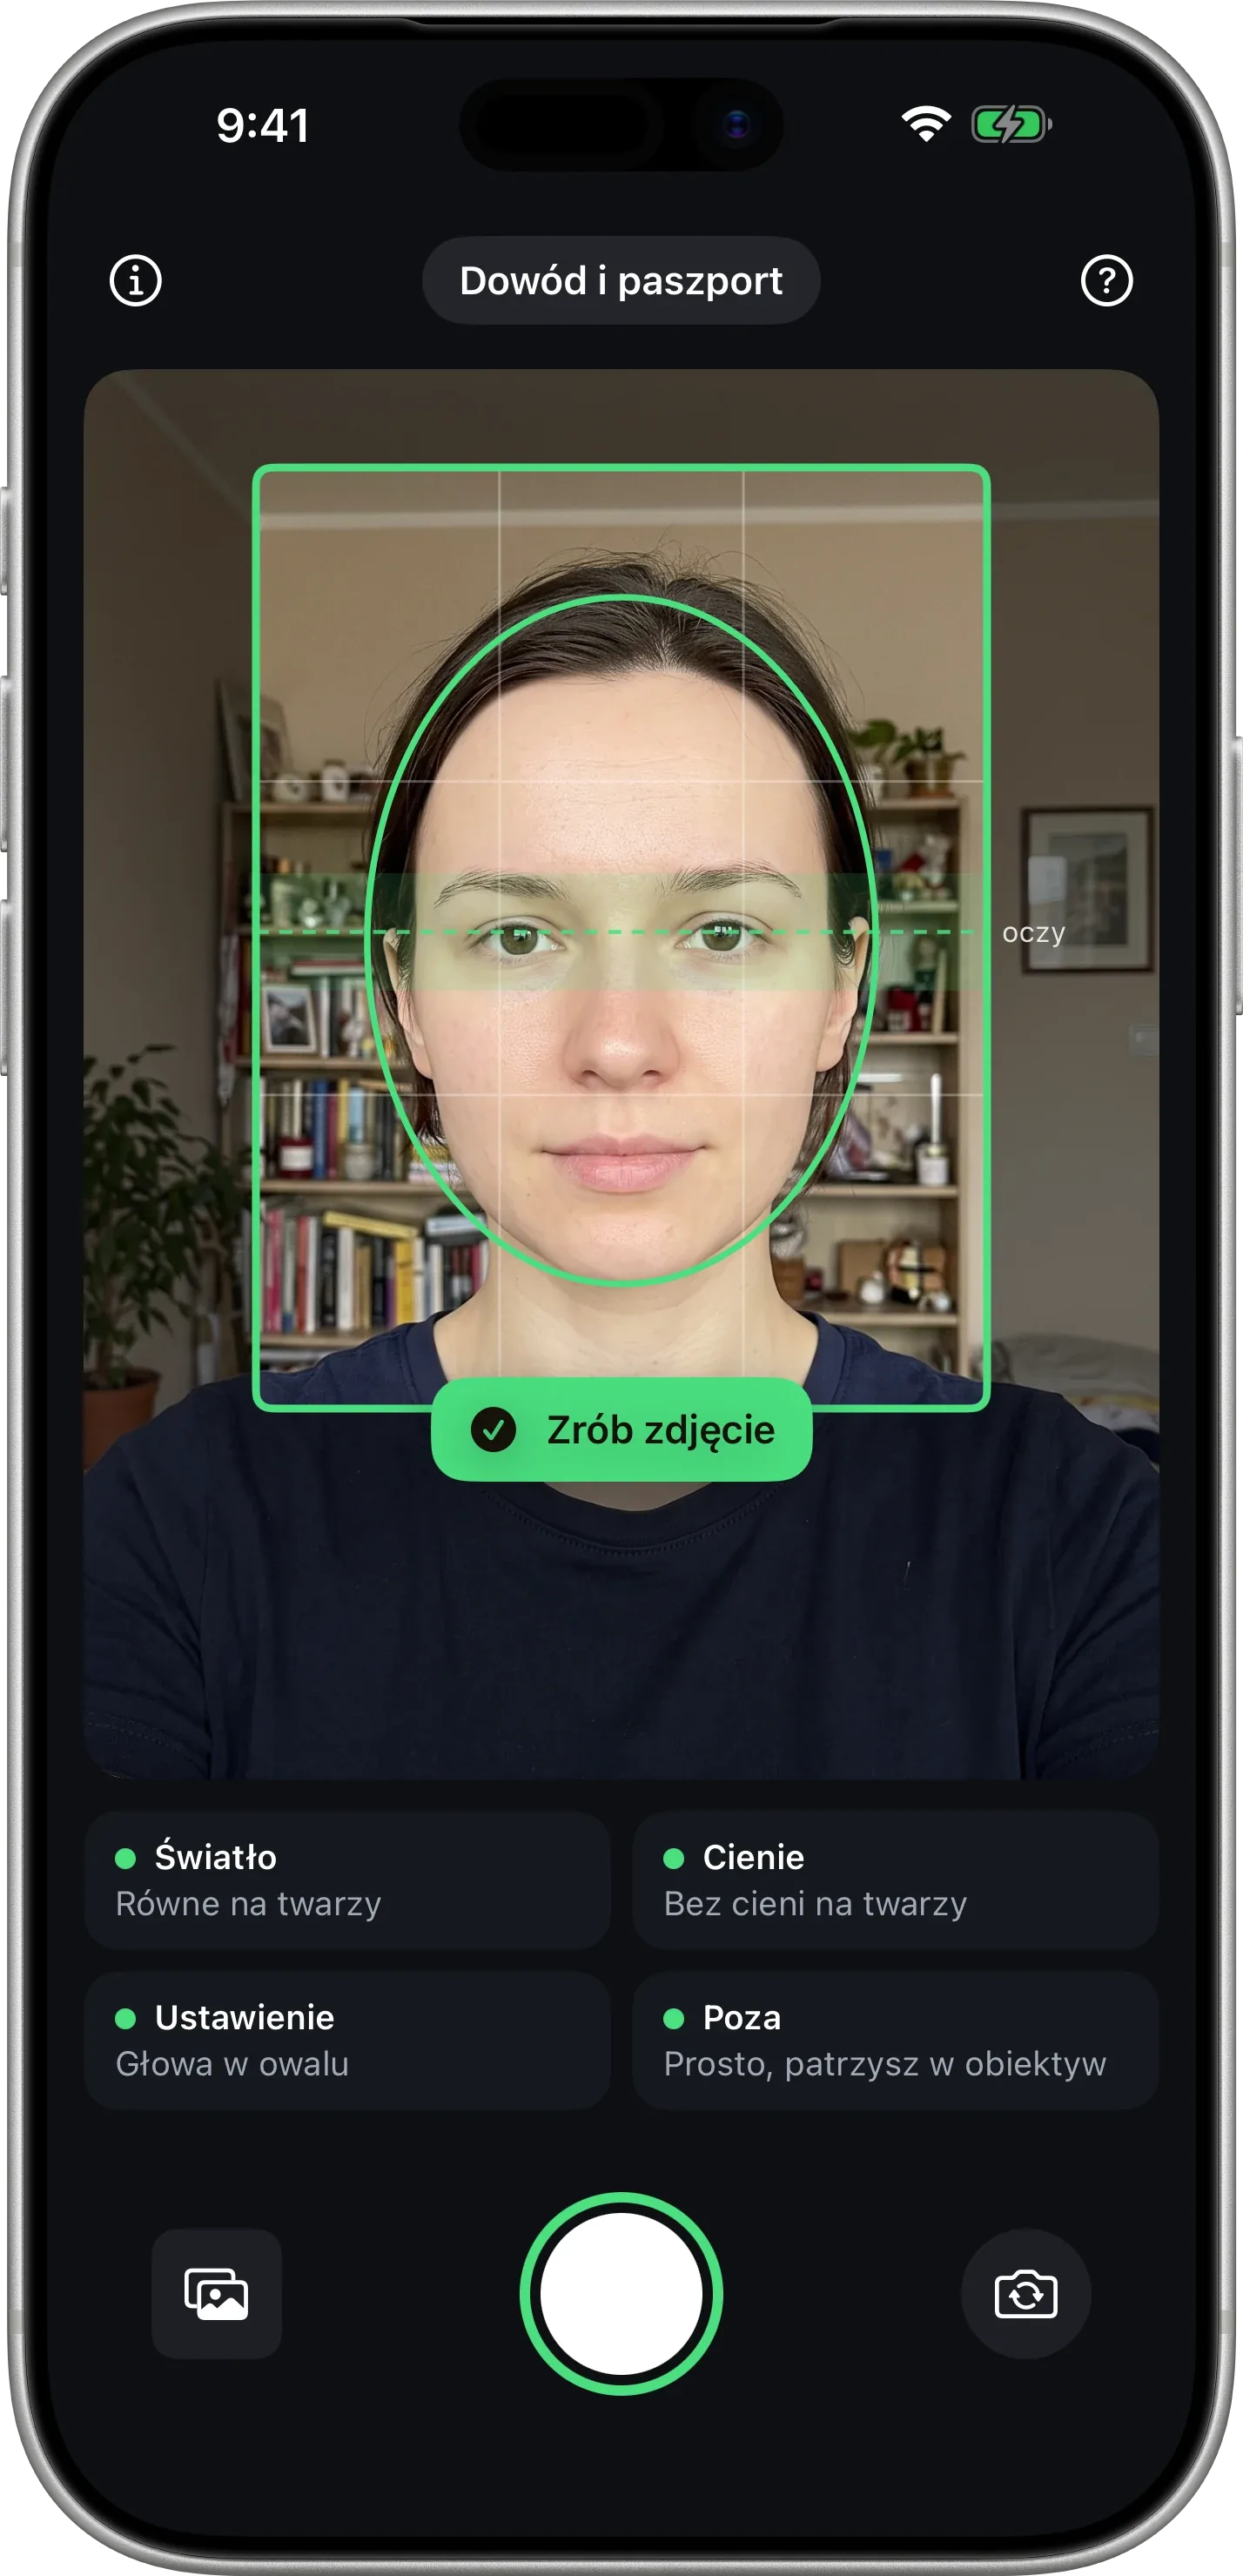 9:41
Dowód i paszport
oczy
Zrób zdjęcie
Światło
Równe na twarzy
Cienie
Bez cieni na twarzy
Ustawienie
Głowa w owalu
Poza
Prosto, patrzysz w obiektyw